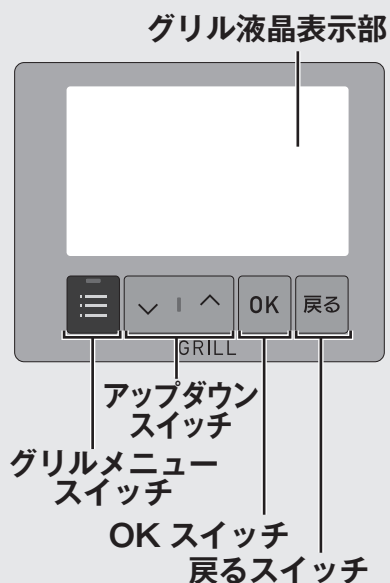 グリル液晶表示部
OK
戻る
GRILL
アップダウン
スイッチ
グリルメニュー
スイッチ
OK スイッチ
戻るスイッチ